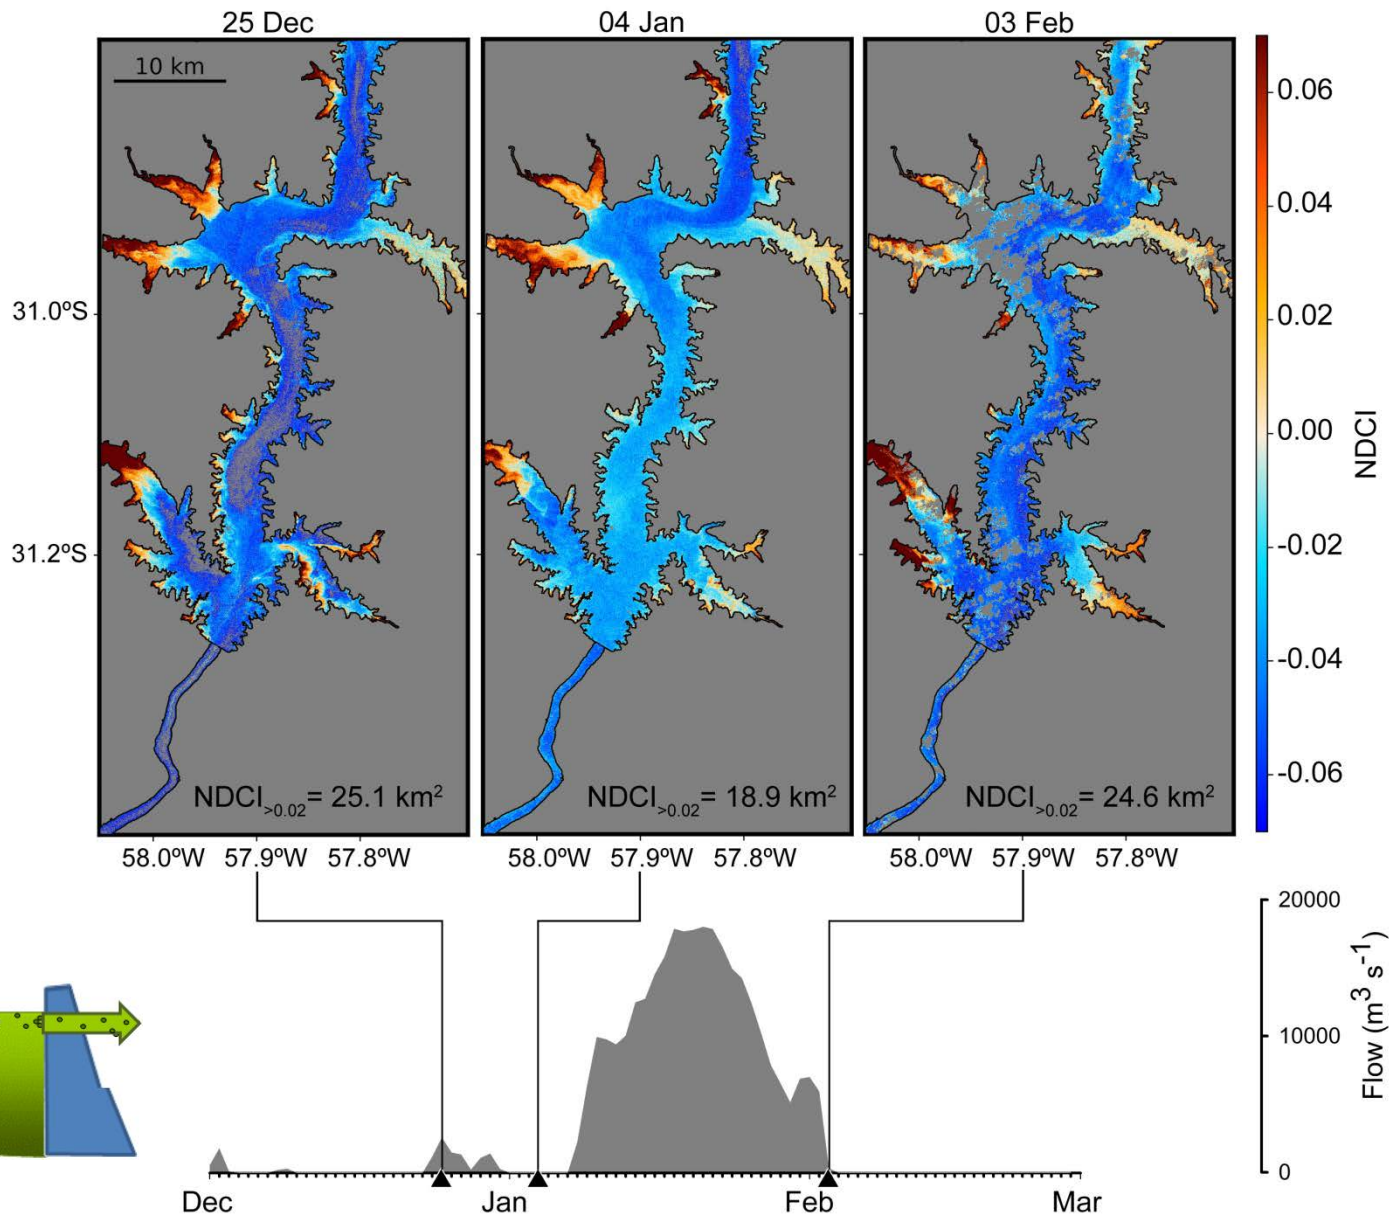 25 Dec
04 Jan
03 Feb
10 km
0.06
0.04
0.02
0.00
-0.02
-0.04
-0.06
NDCI
31.0ºS
31.2ºS
NDCI>0.02= 25.1 km²
NDCI>0.02= 18.9 km²
NDCI>0.02= 24.6 km²
58.0ºW 57.9ºW 57.8ºW
58.0ºW 57.9ºW 57.8ºW
58.0ºW 57.9ºW 57.8ºW
20000
10000
0
Flow (m³ s⁻¹)
Dec Jan Feb Mar